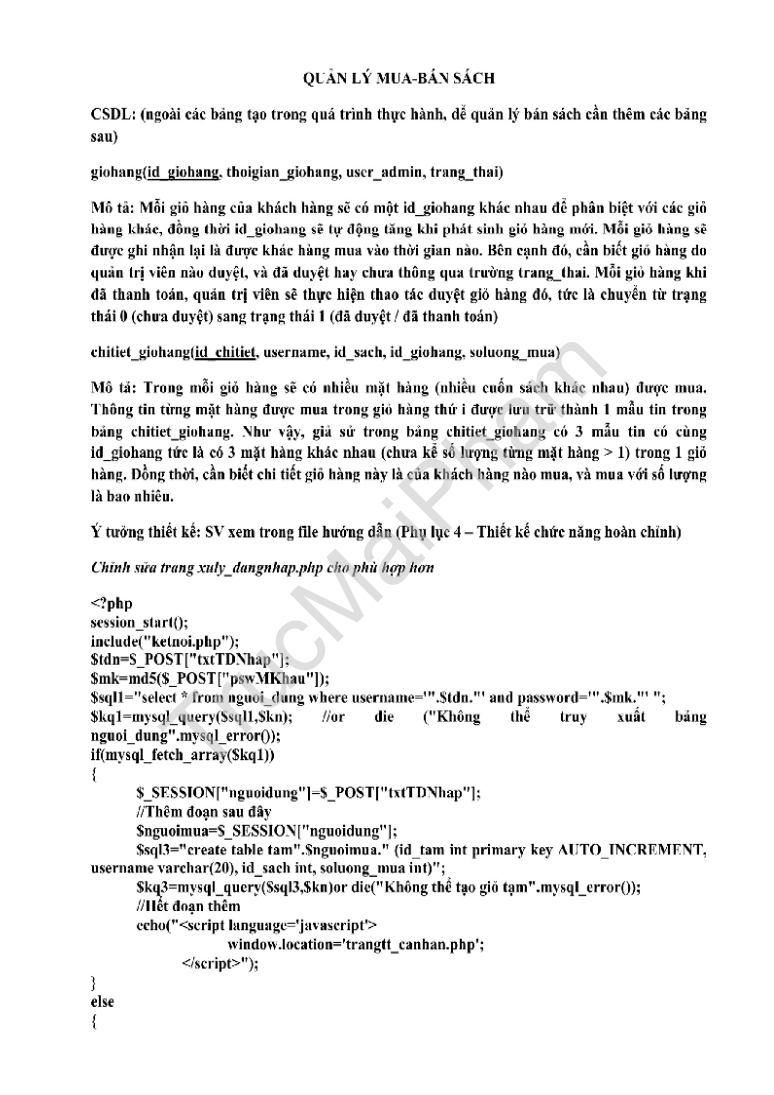 QUẢN LÝ MUA-BÁN SÁCH
CSDL: (ngoài các bảng tạo trong quá trình thực hành, để quản lý bán sách cần thêm các bảng
sau)
giohang(id_giohang, thoigian_giohang, user_admin, trang_thai)
Mô tả: Mỗi giỏ hàng của khách hàng sẽ có một id_giohang khác nhau để phân biệt với các giỏ
hàng khác, đồng thời id_giohang sẽ tự động tăng khi phát sinh giỏ hàng mới. Mỗi giỏ hàng sẽ
được ghi nhận lại là được khác hàng mua vào thời gian nào. Bên cạnh đó, cần biết giỏ hàng do
quản trị viên nào duyệt, và đã duyệt hay chưa thông qua trường trang_thai. Mỗi giỏ hàng khi
đã thanh toán, quản trị viên sẽ thực hiện thao tác duyệt giỏ hàng đó, tức là chuyển từ trạng
thái 0 (chưa duyệt) sang trạng thái 1 (đã duyệt / đã thanh toán)
chitiet_giohang(id_chitiet, username, id_sach, id_giohang, soluong_mua)
Mô tả: Trong mỗi giỏ hàng sẽ có nhiều mặt hàng (nhiều cuốn sách khác nhau) được mua.
Thông tin từng mặt hàng được mua trong giỏ hàng thứ i được lưu trữ thành 1 mẫu tin trong
bảng chitiet_giohang. Như vậy, giả sử trong bảng chitiet_giohang có 3 mẫu tin có cùng
id_giohang tức là có 3 mặt hàng khác nhau (chưa kể số lượng từng mặt hàng > 1) trong 1 giỏ
hàng. Đồng thời, cần biết chi tiết giỏ hàng này là của khách hàng nào mua, và mua với số lượng
là bao nhiêu.
Ý tưởng thiết kế: SV xem trong file hướng dẫn (Phụ lục 4 – Thiết kế chức năng hoàn chỉnh)
Chỉnh sửa trang xuly_dangnhap.php cho phù hợp hơn
<?php
session_start();
include("ketnoi.php");
$tdn=$_POST["txtTDNhap"];
$mk=md5($_POST["pswMKhau"]);
$sql1="select * from nguoi_dung where username='".$tdn."' and password='".$mk."' ";
$kq1=mysql_query($sql1,$kn); //or die ("Không thể truy xuất bảng
nguoi_dung".mysql_error());
if(mysql_fetch_array($kq1))
{
$_SESSION["nguoidung"]=$_POST["txtTDNhap"];
//Thêm đoạn sau đây
$nguoimua=$_SESSION["nguoidung"];
$sql3="create table tam".$nguoimua." (id_tam int primary key AUTO_INCREMENT,
username varchar(20), id_sach int, soluong_mua int)";
$kq3=mysql_query($sql3,$kn)or die("Không thể tạo giỏ tạm".mysql_error());
//Hết đoạn thêm
echo("<script language='javascript'>
window.location='trangtt_canhan.php';
</script>");
}
else
{
TrucMaiPham